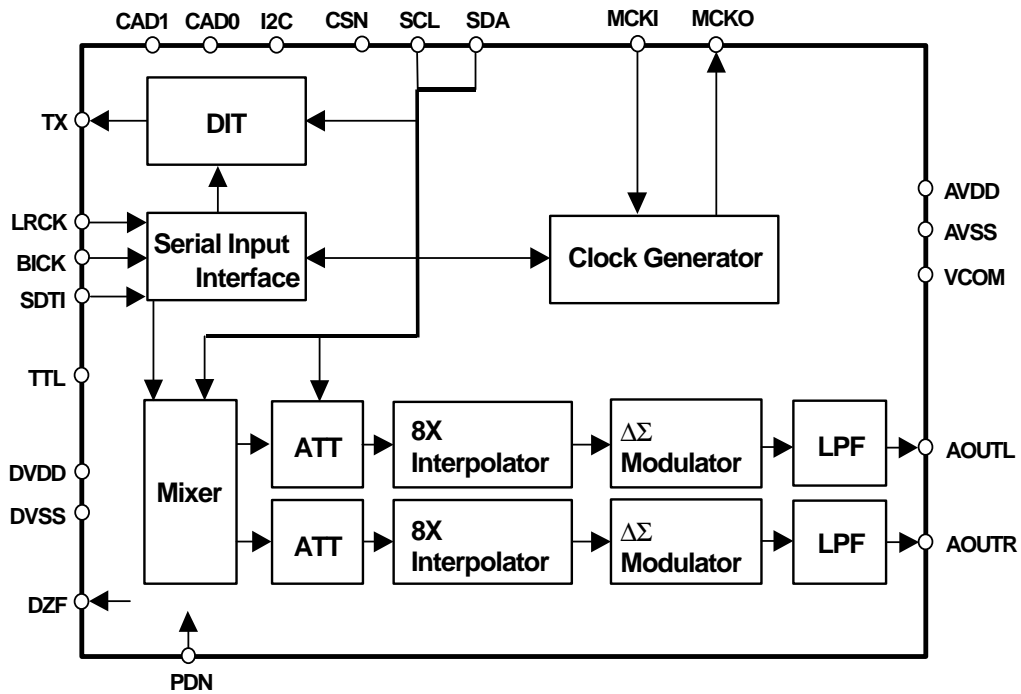 CAD1 CAD0 I2C CSN SCL SDA MCKI MCKO
TX
DIT
LRCK
BICK
SDTI
Serial Input
Interface
Clock Generator
AVDD
AVSS
VCOM
TTL
DVDD
DVSS
DZF
PDN
Mixer
ATT
8X
Interpolator
ΔΣ
Modulator
LPF
AOUTL
ATT
8X
Interpolator
ΔΣ
Modulator
LPF
AOUTR